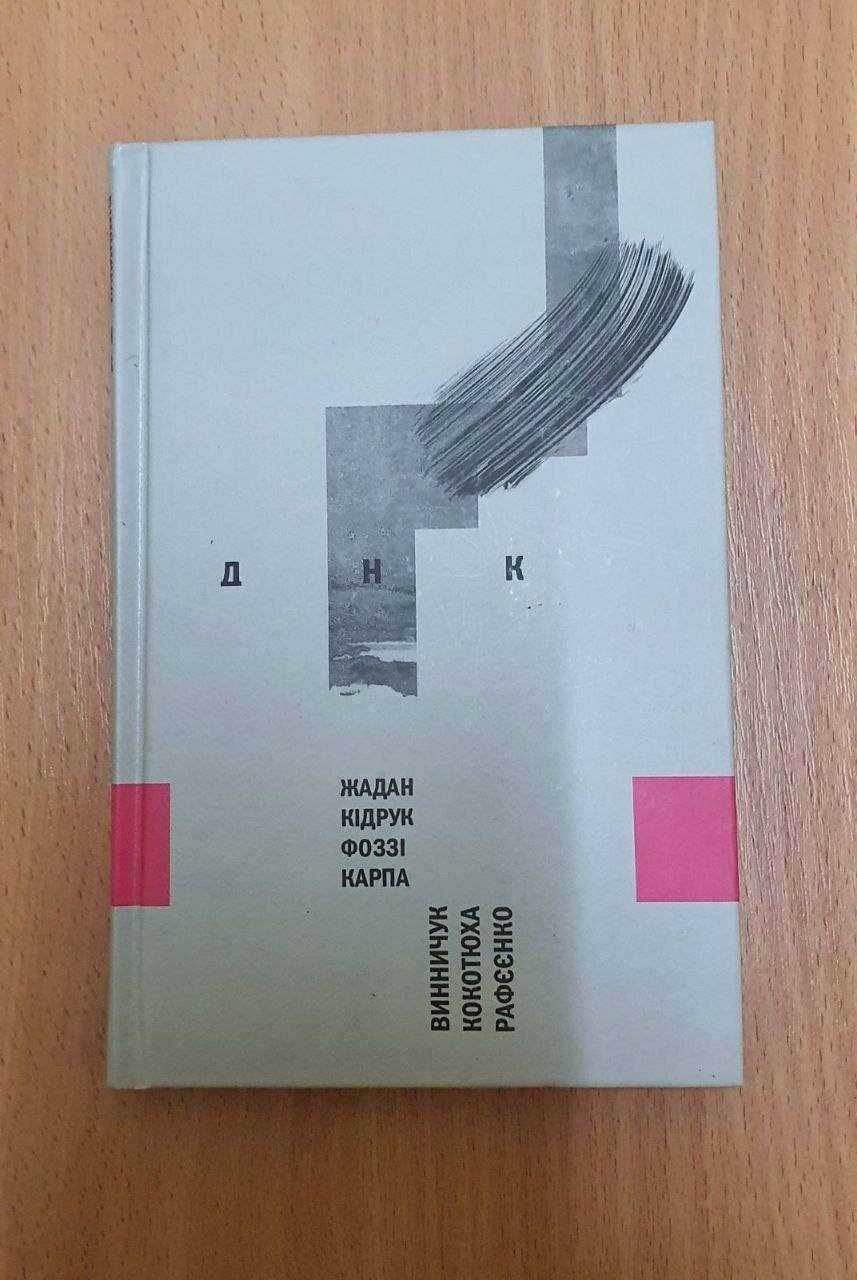 Д Н К
ЖАДАН
КІДРУК
ФОЗЗІ
КАРПА
ВИННИЧУК
КОКОТЮХА
РАФЄЄНКО